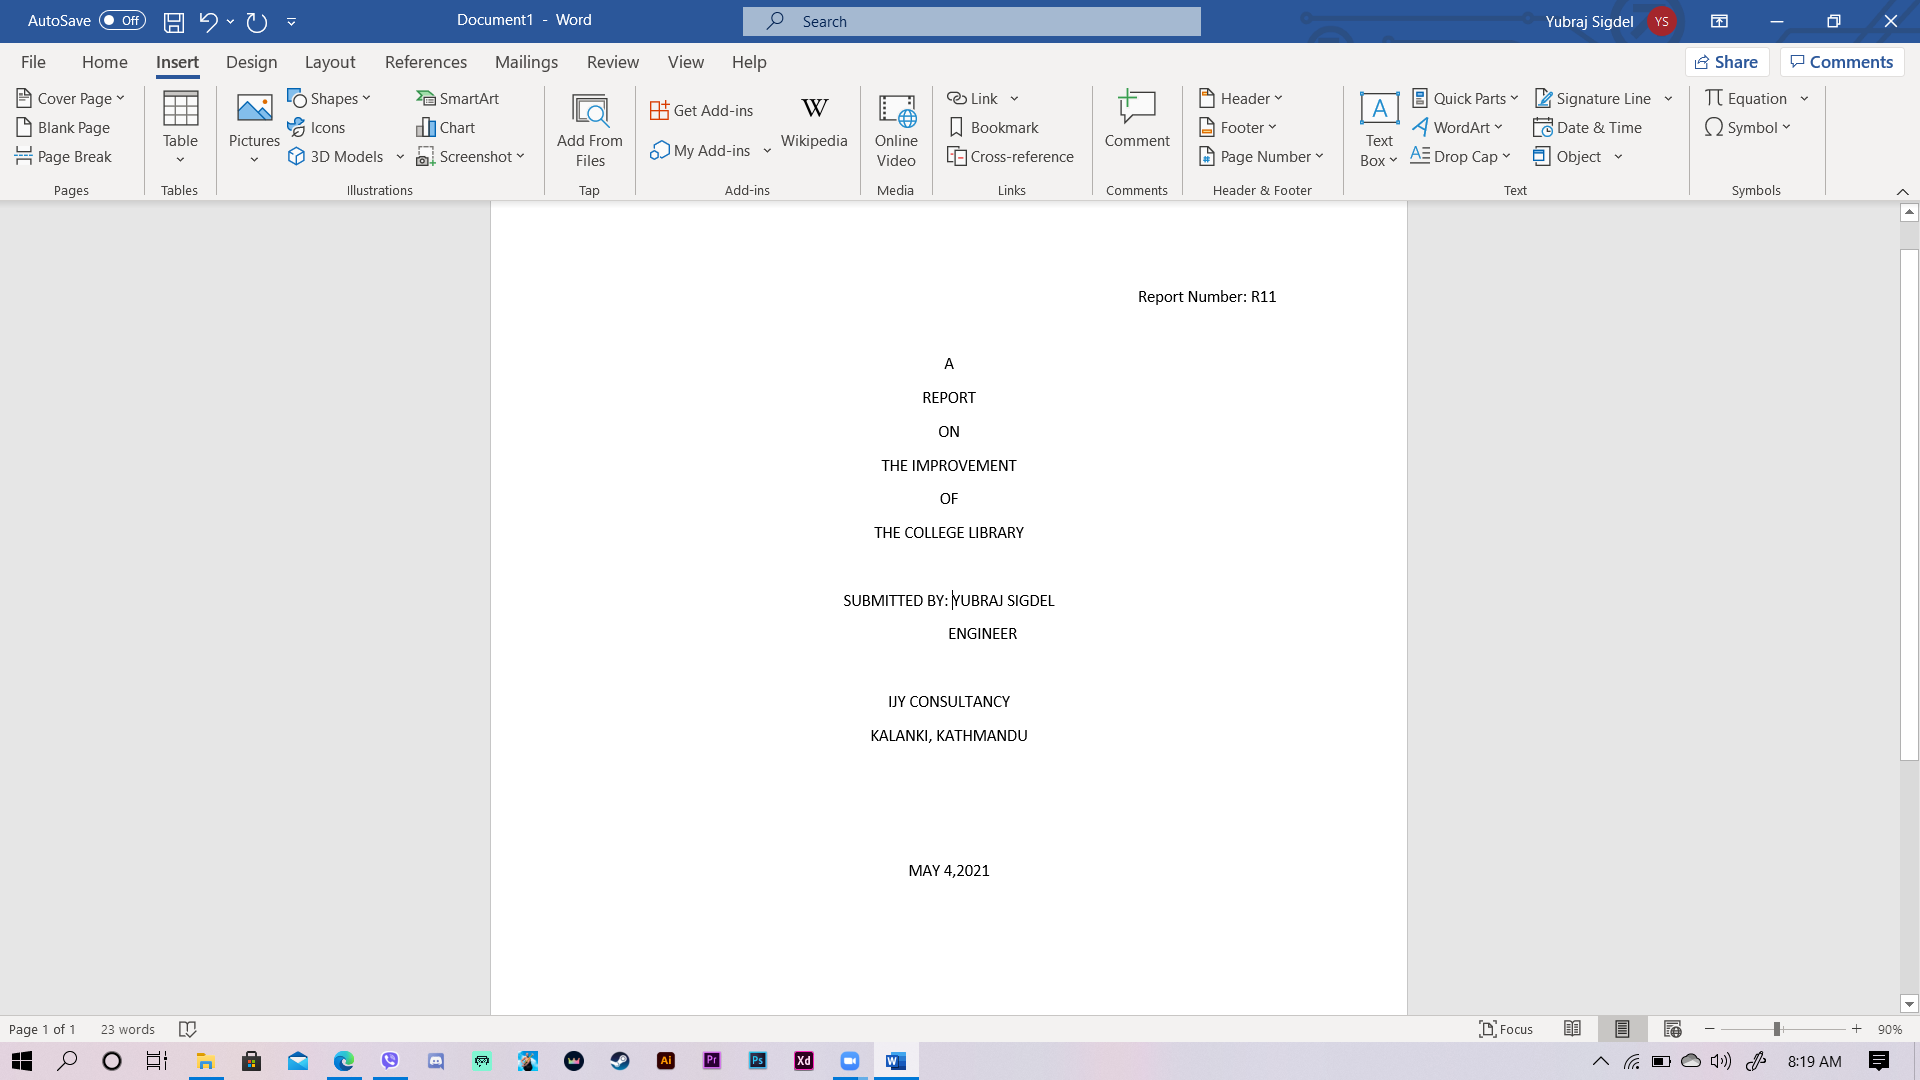 AutoSave Off Document1 - Word Search Yubraj Sigdel YS
File Home Insert Design Layout References Mailings Review View Help Share Comments
Cover Page Shapes SmartArt Link Header Quick Parts Signature Line Equation
Get Add-ins
Blank Page Icons Chart Bookmark Footer WordArt Date & Time Symbol
Table Pictures Add From Files Wikipedia Online Video Comment Text Box
My Add-ins
Page Break 3D Models Screenshot Cross-reference Page Number Drop Cap Object
Pages Tables Illustrations Tap Add-ins Media Links Comments Header & Footer Text Symbols
Report Number: R11
A
REPORT
ON
THE IMPROVEMENT
OF
THE COLLEGE LIBRARY
SUBMITTED BY: YUBRAJ SIGDEL
ENGINEER
IJY CONSULTANCY
KALANKI, KATHMANDU
MAY 4,2021
Page 1 of 1 23 words Focus 90%
Ai Pr Ps Xd 8:19 AM